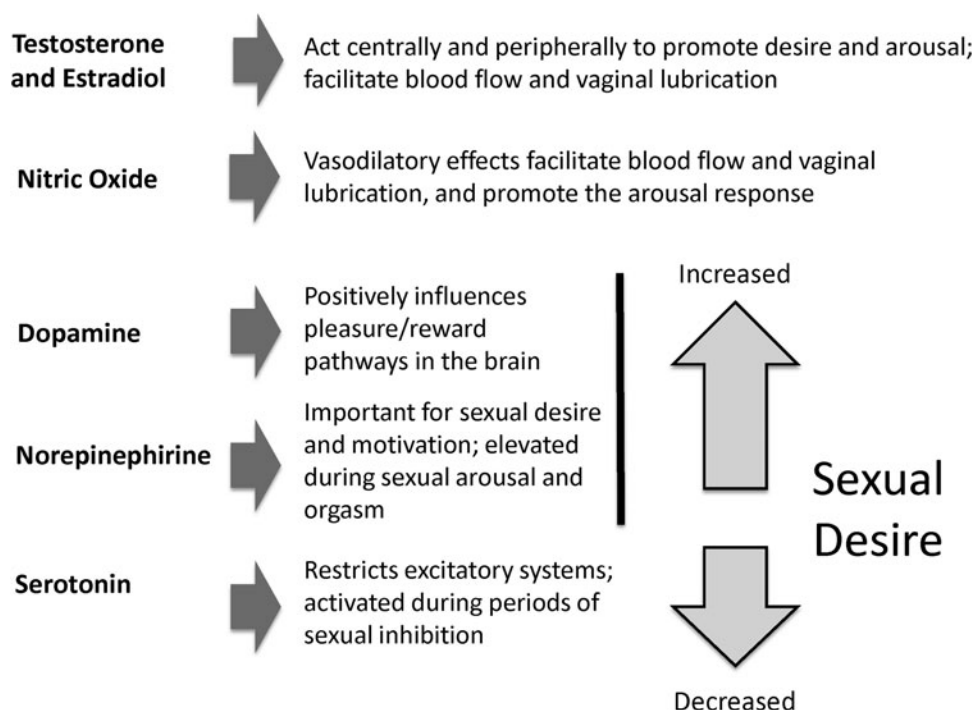 Testosterone
and Estradiol
Act centrally and peripherally to promote desire and arousal;
facilitate blood flow and vaginal lubrication
Nitric Oxide
Vasodilatory effects facilitate blood flow and vaginal
lubrication, and promote the arousal response
Dopamine
Positively influences
pleasure/reward
pathways in the brain
Norepinephirine
Important for sexual desire
and motivation; elevated
during sexual arousal and
orgasm
Serotonin
Restricts excitatory systems;
activated during periods of
sexual inhibition
Increased
Sexual
Desire
Decreased